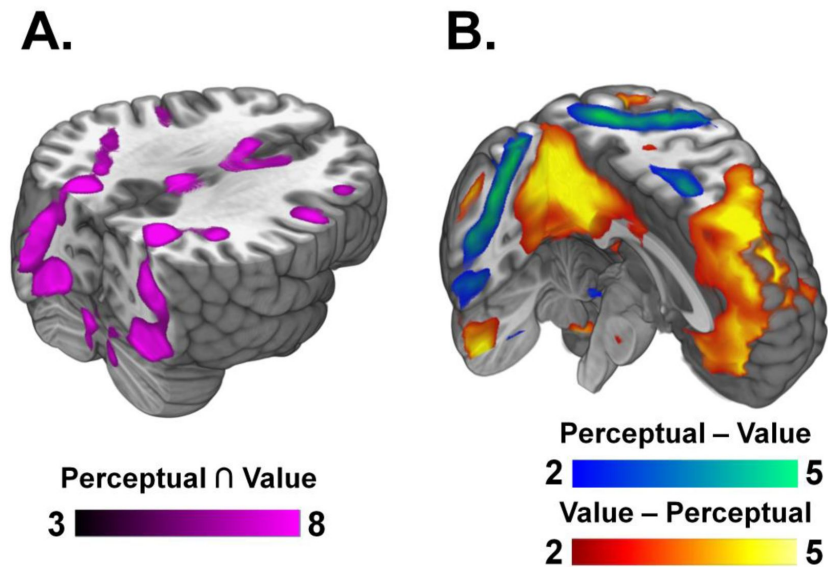 A.
B.
Perceptual ∩ Value
3 8
Perceptual – Value
2 5
Value – Perceptual
2 5